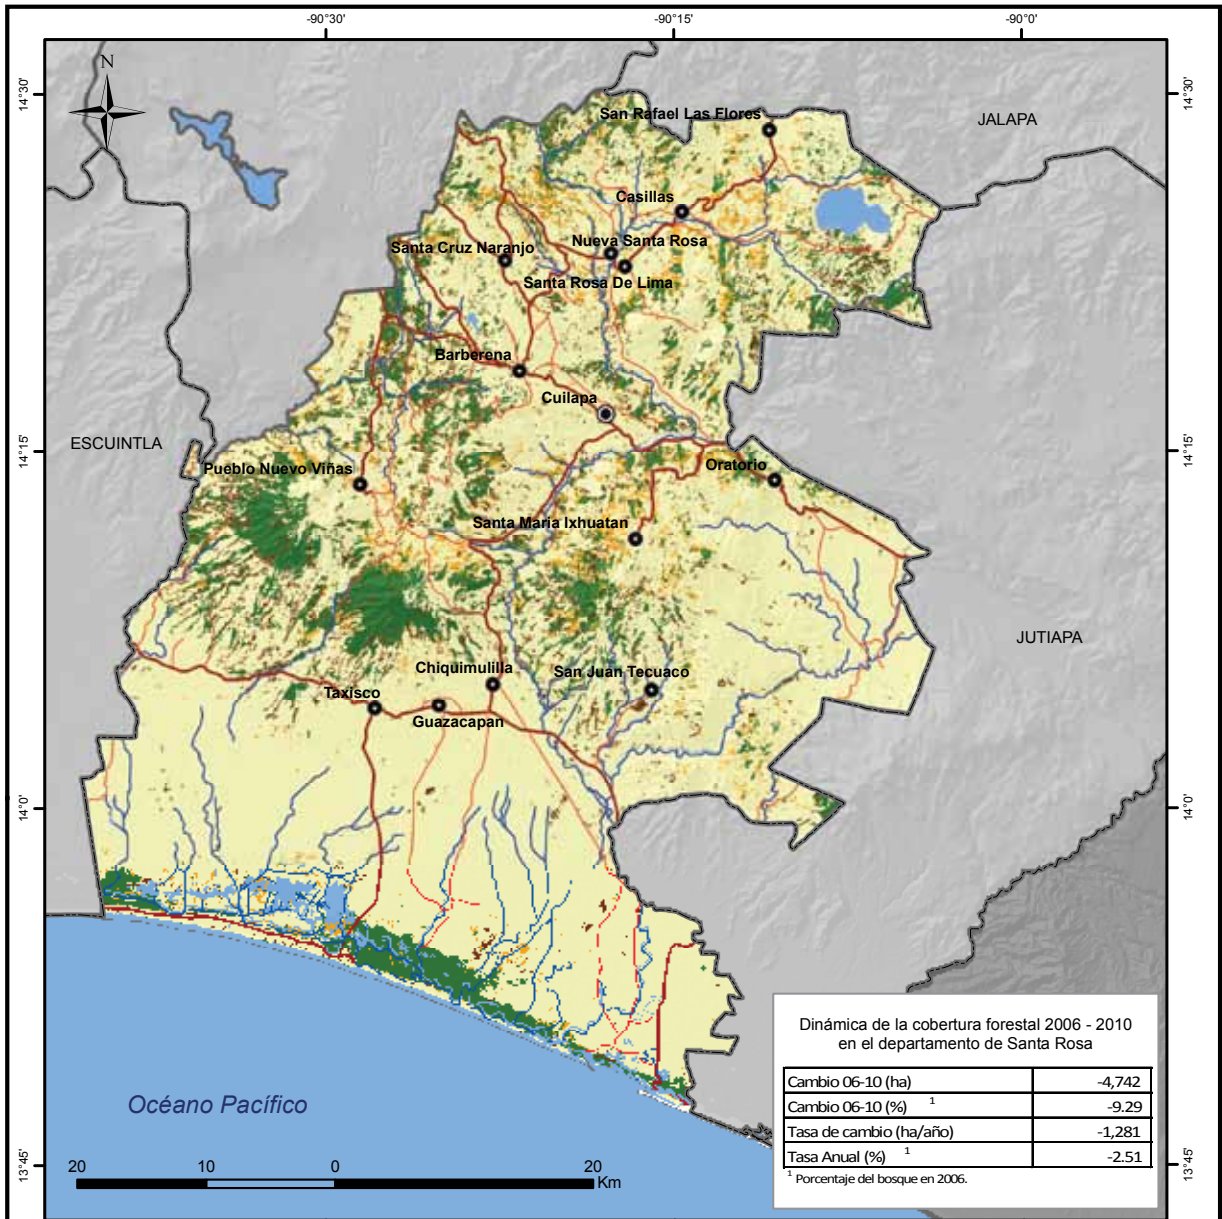 -90°30'
-90°15'
-90°0'
14°30'
14°30'
N
JALAPA
San Rafael Las Flores
Casillas
Nueva Santa Rosa
Santa Cruz Naranjo
Santa Rosa De Lima
Barberena
Cuilapa
14°15'
14°15'
ESCUINTLA
Pueblo Nuevo Viñas
Oratorio
Santa Maria Ixhuatan
JUTIAPA
Chiquimulilla
San Juan Tecuaco
Taxisco
Guazacapan
14°0'
14°0'
Océano Pacífico
Dinámica de la cobertura forestal 2006 - 2010
en el departamento de Santa Rosa
Cambio 06-10 (ha) -4,742
Cambio 06-10 (%) 1 -9.29
Tasa de cambio (ha/año) -1,281
Tasa Anual (%) 1 -2.51
1 Porcentaje del bosque en 2006.
13°45'
13°45'
20 10 0 20
Km